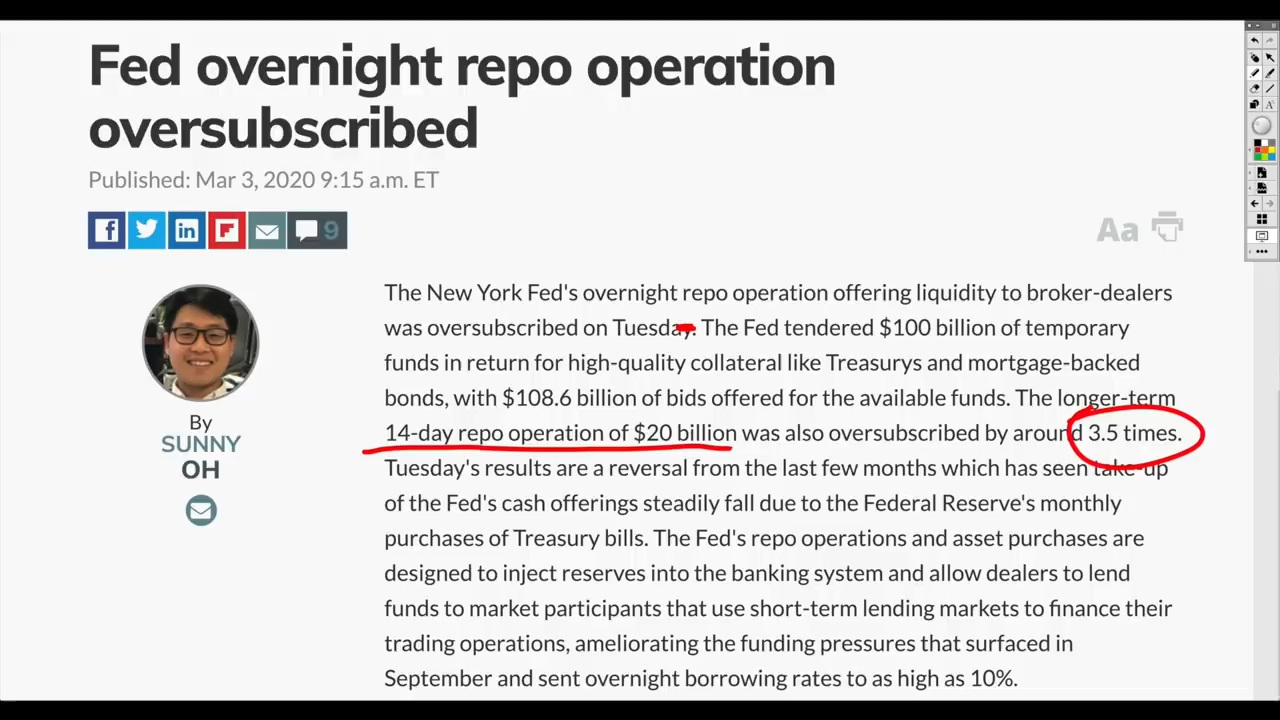 Fed overnight repo operation
oversubscribed
Published: Mar 3, 2020 9:15 a.m. ET
9
Aa
By
SUNNY
OH
The New York Fed's overnight repo operation offering liquidity to broker-dealers
was oversubscribed on Tuesday. The Fed tendered $100 billion of temporary
funds in return for high-quality collateral like Treasurys and mortgage-backed
bonds, with $108.6 billion of bids offered for the available funds. The longer-term
14-day repo operation of $20 billion was also oversubscribed by around 3.5 times.
Tuesday's results are a reversal from the last few months which has seen take-up
of the Fed's cash offerings steadily fall due to the Federal Reserve's monthly
purchases of Treasury bills. The Fed's repo operations and asset purchases are
designed to inject reserves into the banking system and allow dealers to lend
funds to market participants that use short-term lending markets to finance their
trading operations, ameliorating the funding pressures that surfaced in
September and sent overnight borrowing rates to as high as 10%.